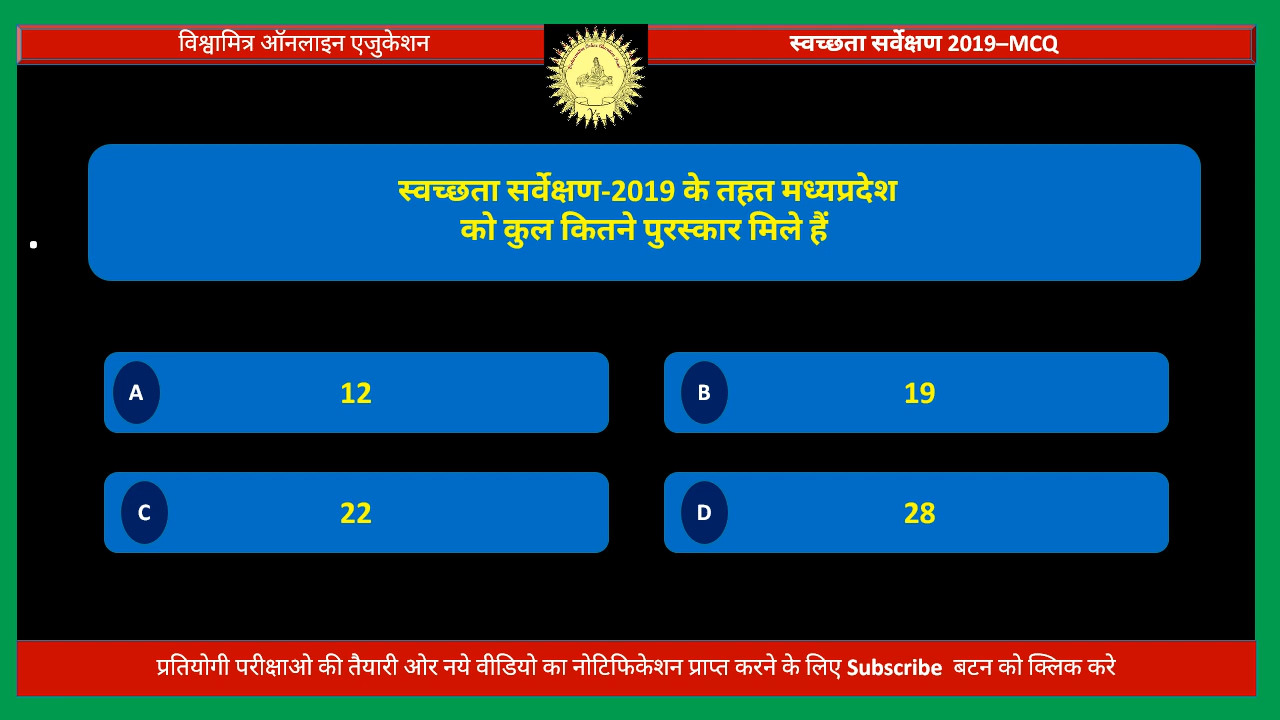 विश्वामित्र ऑनलाइन एजुकेशन
स्वच्छता सर्वेक्षण 2019–MCQ
स्वच्छता सर्वेक्षण-2019 के तहत मध्यप्रदेश
को कुल कितने पुरस्कार मिले हैं
A 12
B 19
C 22
D 28
प्रतियोगी परीक्षाओ की तैयारी ओर नये वीडियो का नोटिफिकेशन प्राप्त करने के लिए Subscribe बटन को क्लिक करे